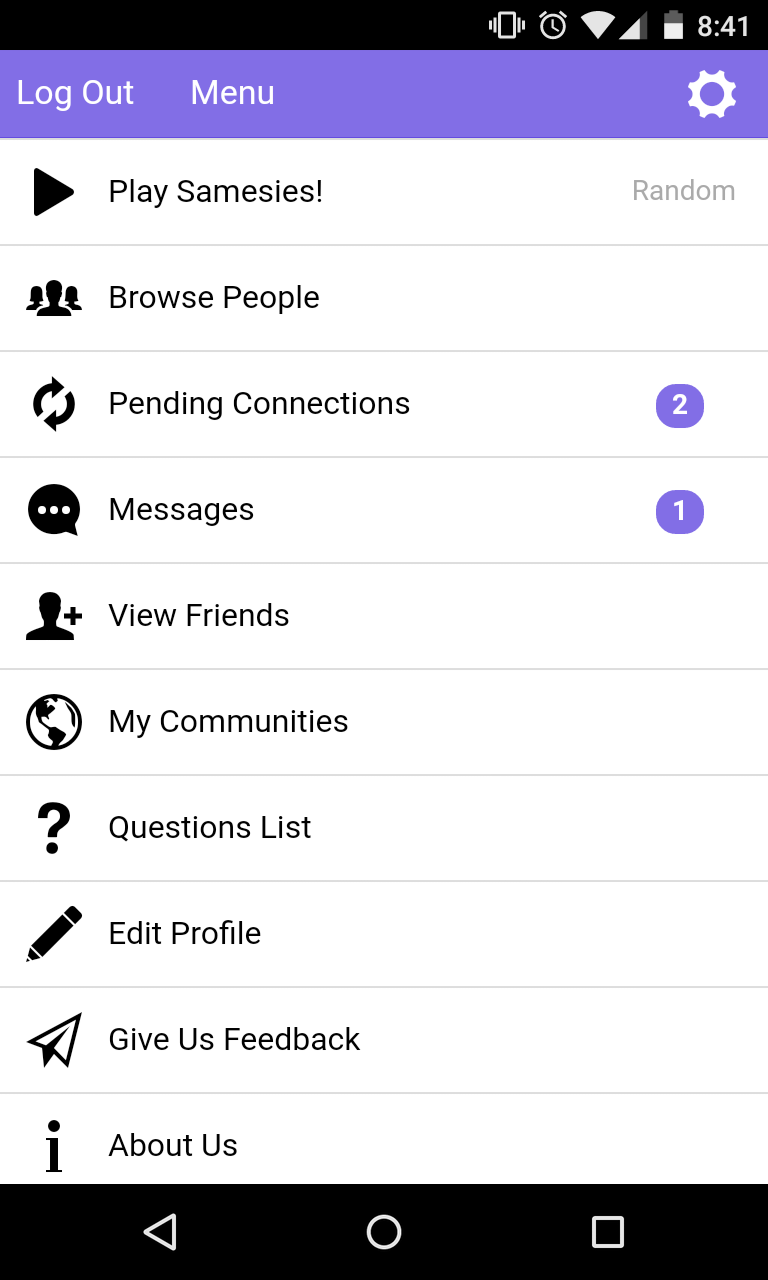 8:41
Log Out Menu
Play Samesies! Random
Browse People
Pending Connections 2
Messages 1
View Friends
My Communities
Questions List
Edit Profile
Give Us Feedback
About Us